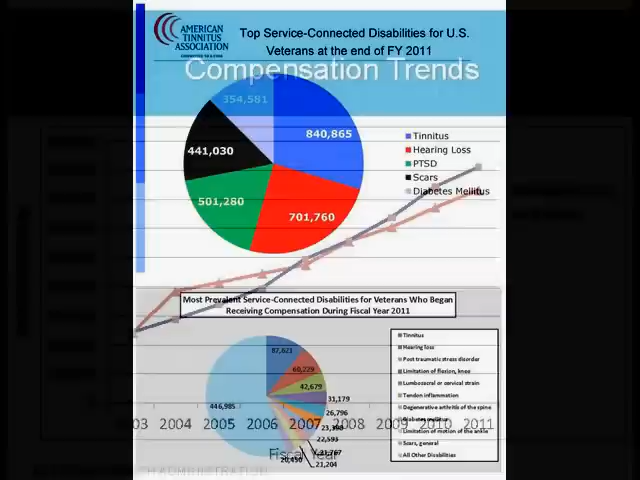 AMERICAN
TINNITUS
ASSOCIATION
Top Service-Connected Disabilities for U.S.
Veterans at the end of FY 2011
Compensation Trends
354,581
840,865
441,030
501,280
701,760
Tinnitus
Hearing Loss
PTSD
Scars
Diabetes Mellitus
Most Prevalent Service-Connected Disabilities for Veterans Who Began
Receiving Compensation During Fiscal Year 2011
87,621
60,229
42,679
31,179
26,796
22,593
21,204
20,450
446,985
Tinnitus
Hearing loss
Post traumatic stress disorder
Limitation of flexion, knee
Lumbosacral or cervical strain
Tendon inflammation
Degenerative arthritis of the spine
Diabetes mellitus
Limitation of motion of the ankle
Scars, general
All Other Disabilities
03 2004 2005 2006 2007 2008 2009 2010 2011
Fiscal Year